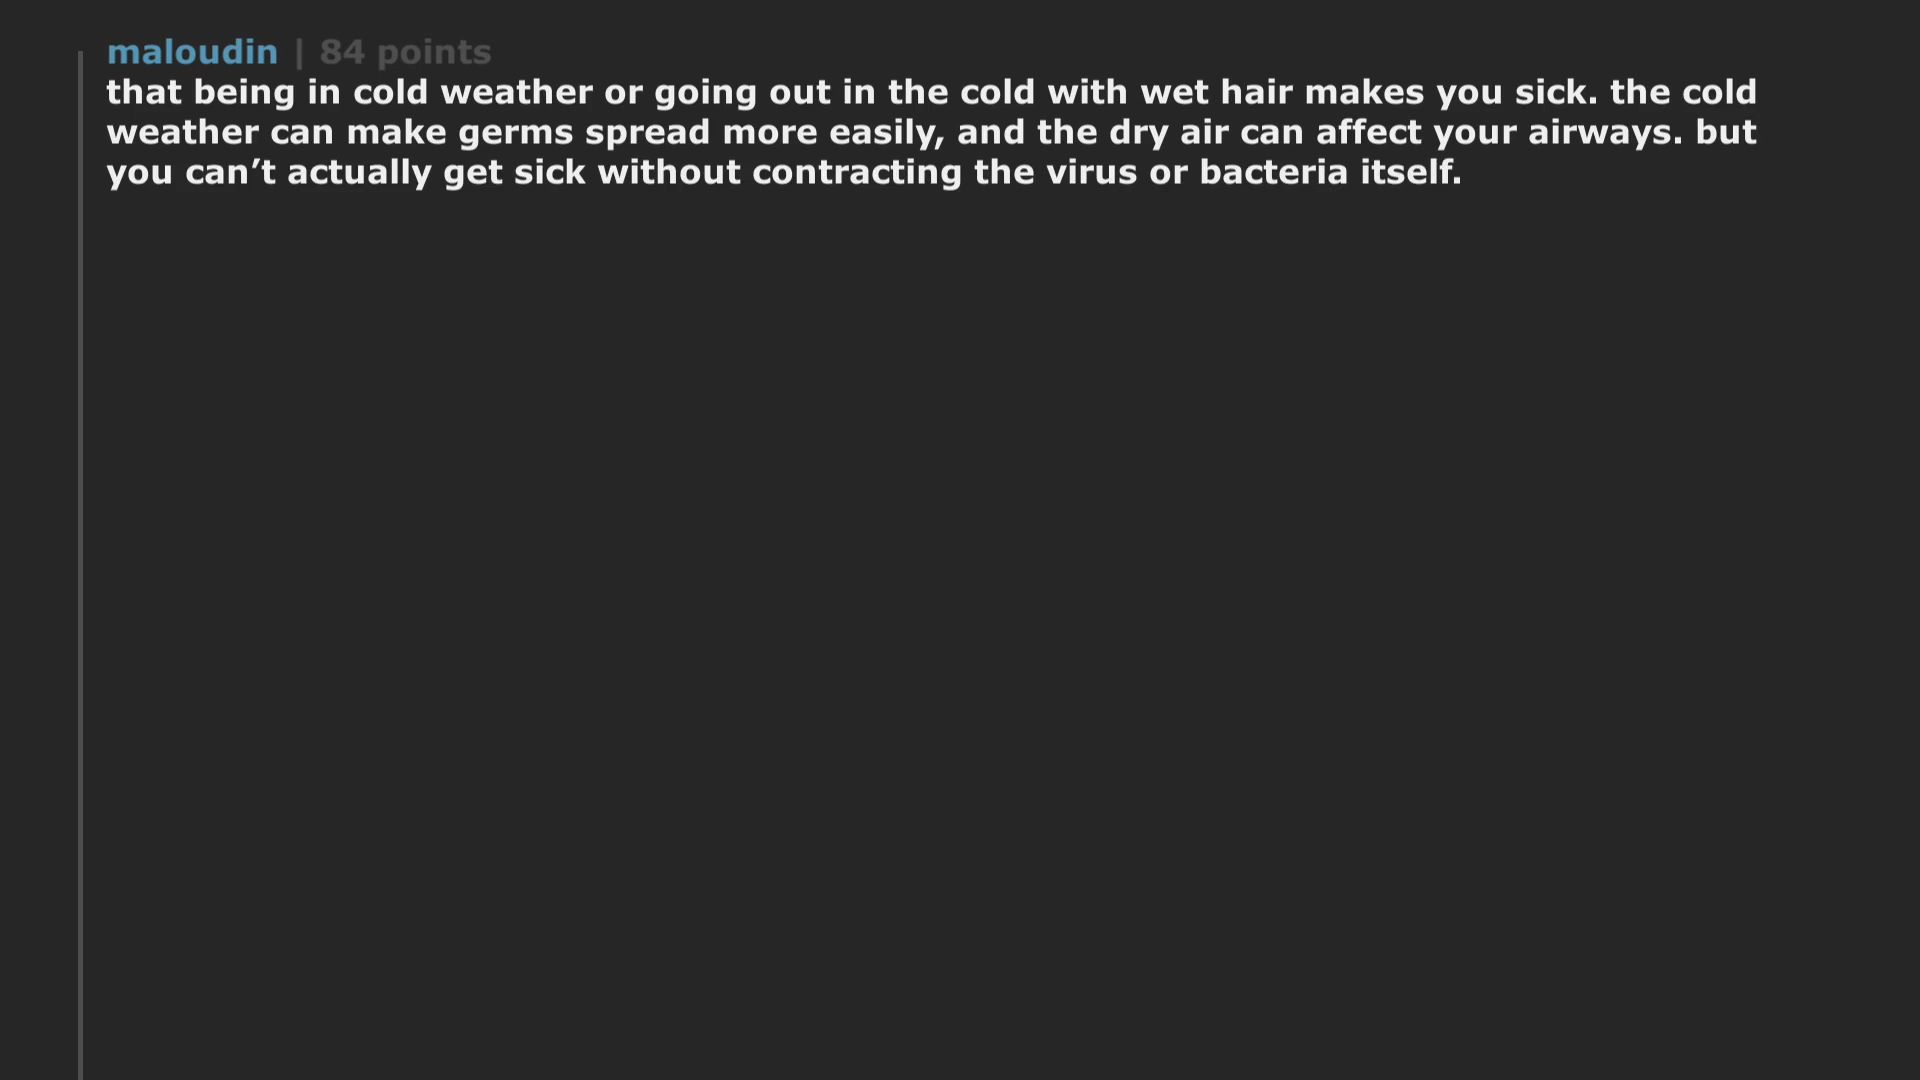 maloudin | 84 points
that being in cold weather or going out in the cold with wet hair makes you sick. the cold
weather can make germs spread more easily, and the dry air can affect your airways. but
you can’t actually get sick without contracting the virus or bacteria itself.